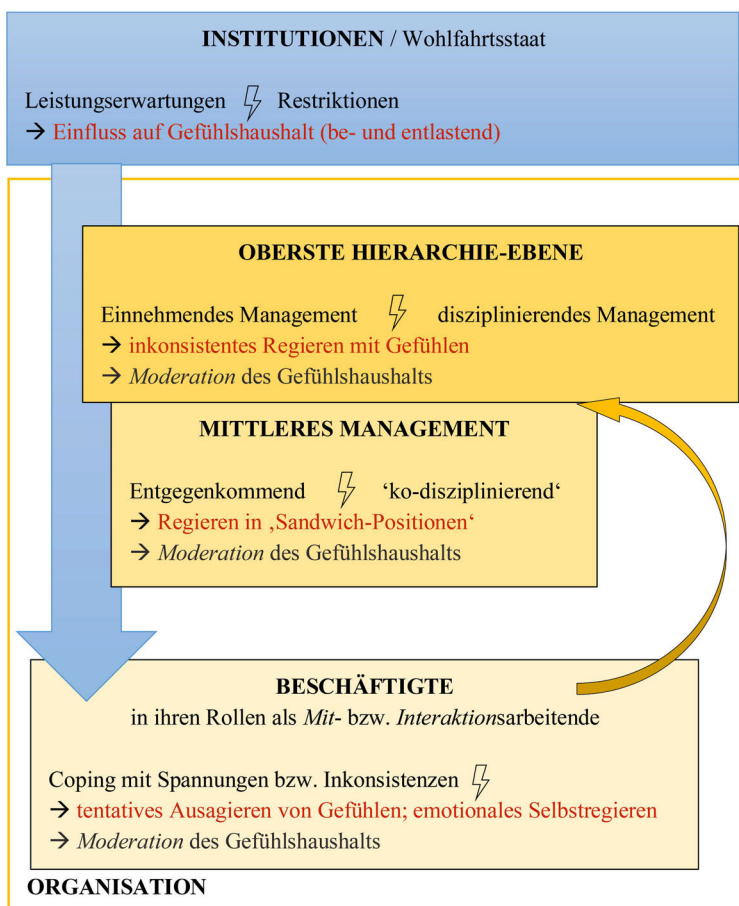 INSTITUTIONEN / Wohlfahrtsstaat
Leistungserwartungen Restriktionen
→ Einfluss auf Gefühlshaushalt (be- und entlastend)
OBERSTE HIERARCHIE-EBENE
Einnehmendes Management disziplinierendes Management
→ inkonsistentes Regieren mit Gefühlen
→ Moderation des Gefühlshaushalts
MITTLERES MANAGEMENT
Entgegenkommend ‘ko-disziplinierend‘
→ Regieren in ‚Sandwich-Positionen‘
→ Moderation des Gefühlshaushalts
BESCHÄFTIGTE
in ihren Rollen als Mit- bzw. Interaktionsarbeitende
Coping mit Spannungen bzw. Inkonsistenzen
→ tentatives Ausagieren von Gefühlen; emotionales Selbstregieren
→ Moderation des Gefühlshaushalts
ORGANISATION